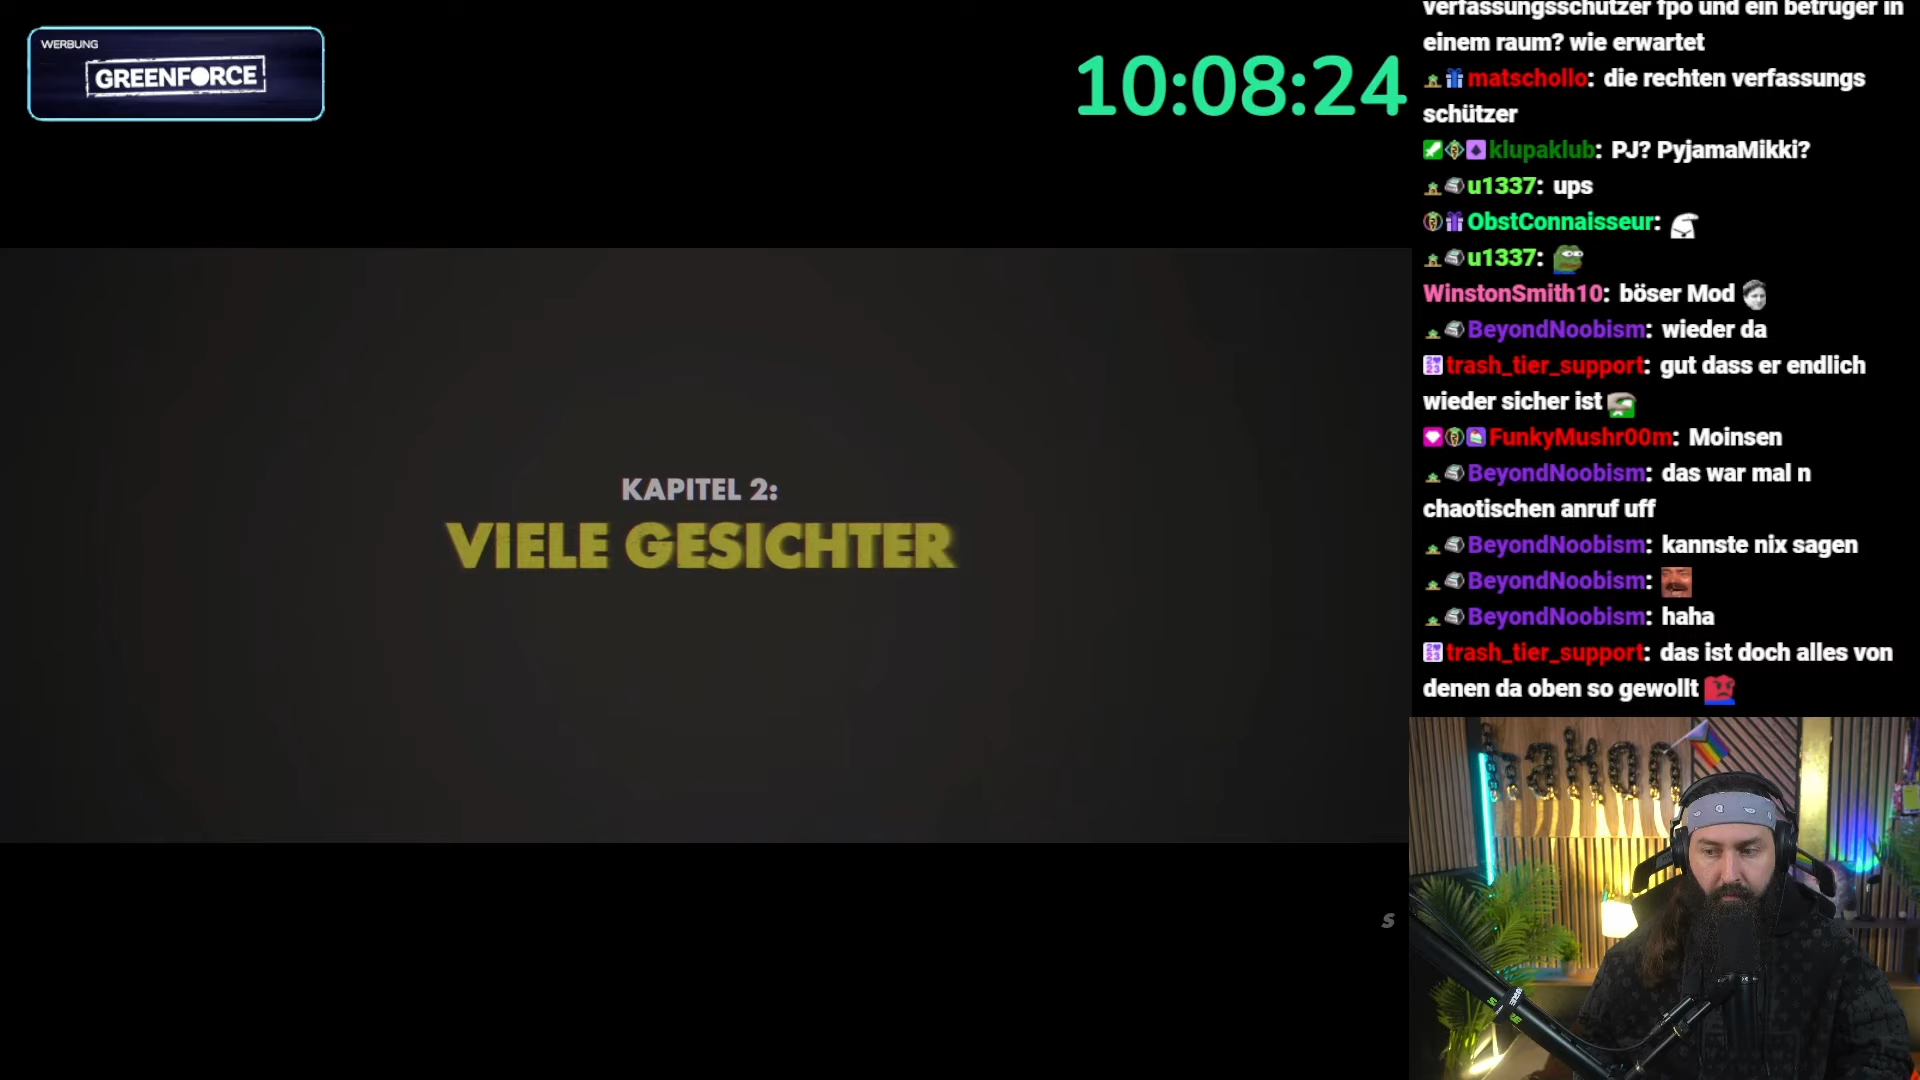 WERBUNG
GREENFORCE
10:08:24
KAPITEL 2:
VIELE GESICHTER
S
verfassungsschützer fpö und ein betrüger in
einem raum? wie erwartet
matschollo: die rechten verfassungs
schützer
klupaklub: PJ? PyjamaMikki?
u1337: ups
ObstConnaisseur:
u1337:
WinstonSmith10: böser Mod
BeyondNoobism: wieder da
trash_tier_support: gut dass er endlich
wieder sicher ist
FunkyMushr00m: Moinsen
BeyondNoobism: das war mal n
chaotischen anruf uff
BeyondNoobism: kannste nix sagen
BeyondNoobism:
BeyondNoobism: haha
trash_tier_support: das ist doch alles von
denen da oben so gewollt
takon